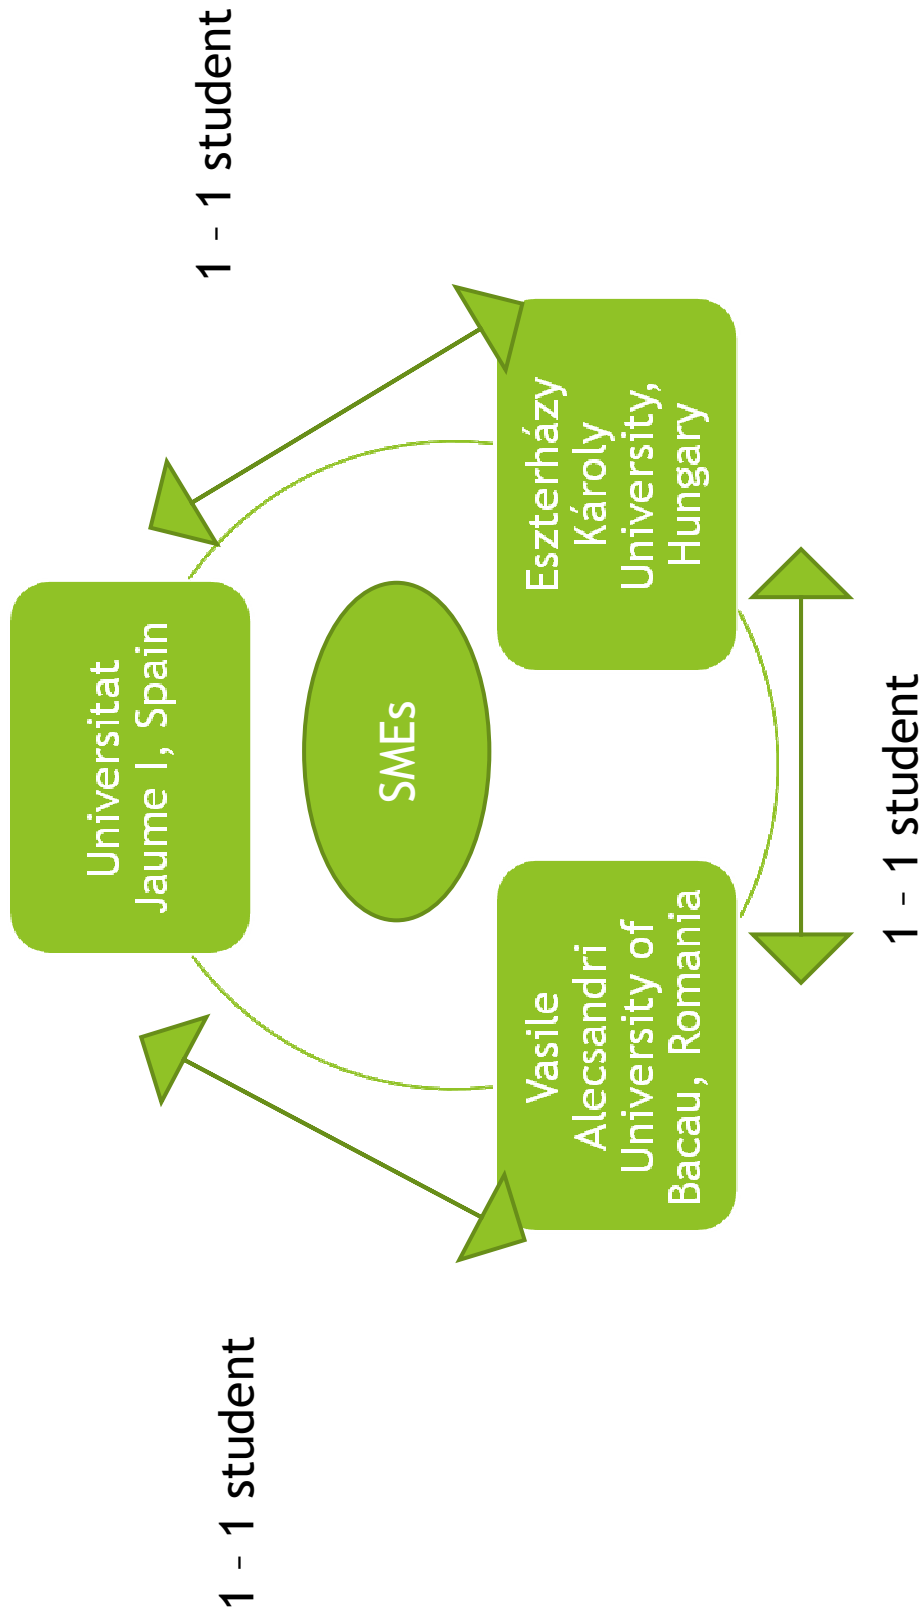 Universitat
Jaume I, Spain
1 - 1 student
1 - 1 student
SMEs
Vasile
Alecsandri
University of
Bacau, Romania
Eszterházy
Károly
University,
Hungary
1 - 1 student